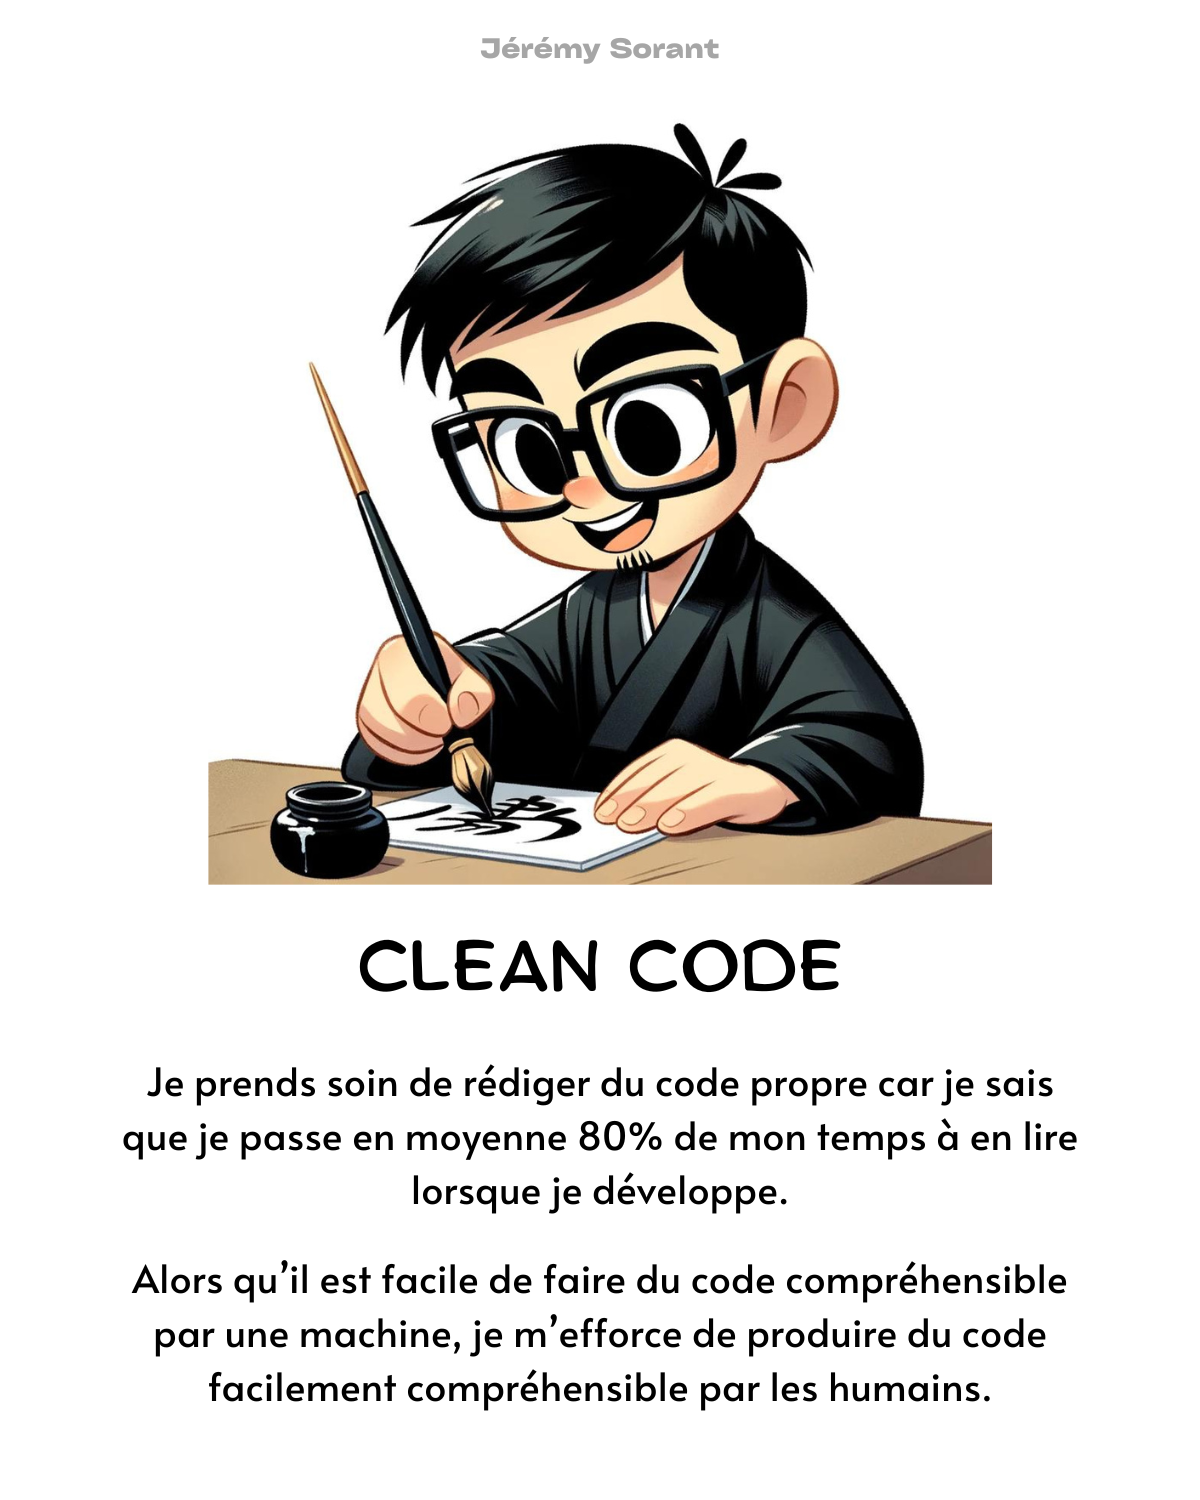 Jérémy Sorant
CLEAN CODE
Je prends soin de rédiger du code propre car je sais
que je passe en moyenne 80% de mon temps à en lire
lorsque je développe.
Alors qu’il est facile de faire du code compréhensible
par une machine, je m’efforce de produire du code
facilement compréhensible par les humains.